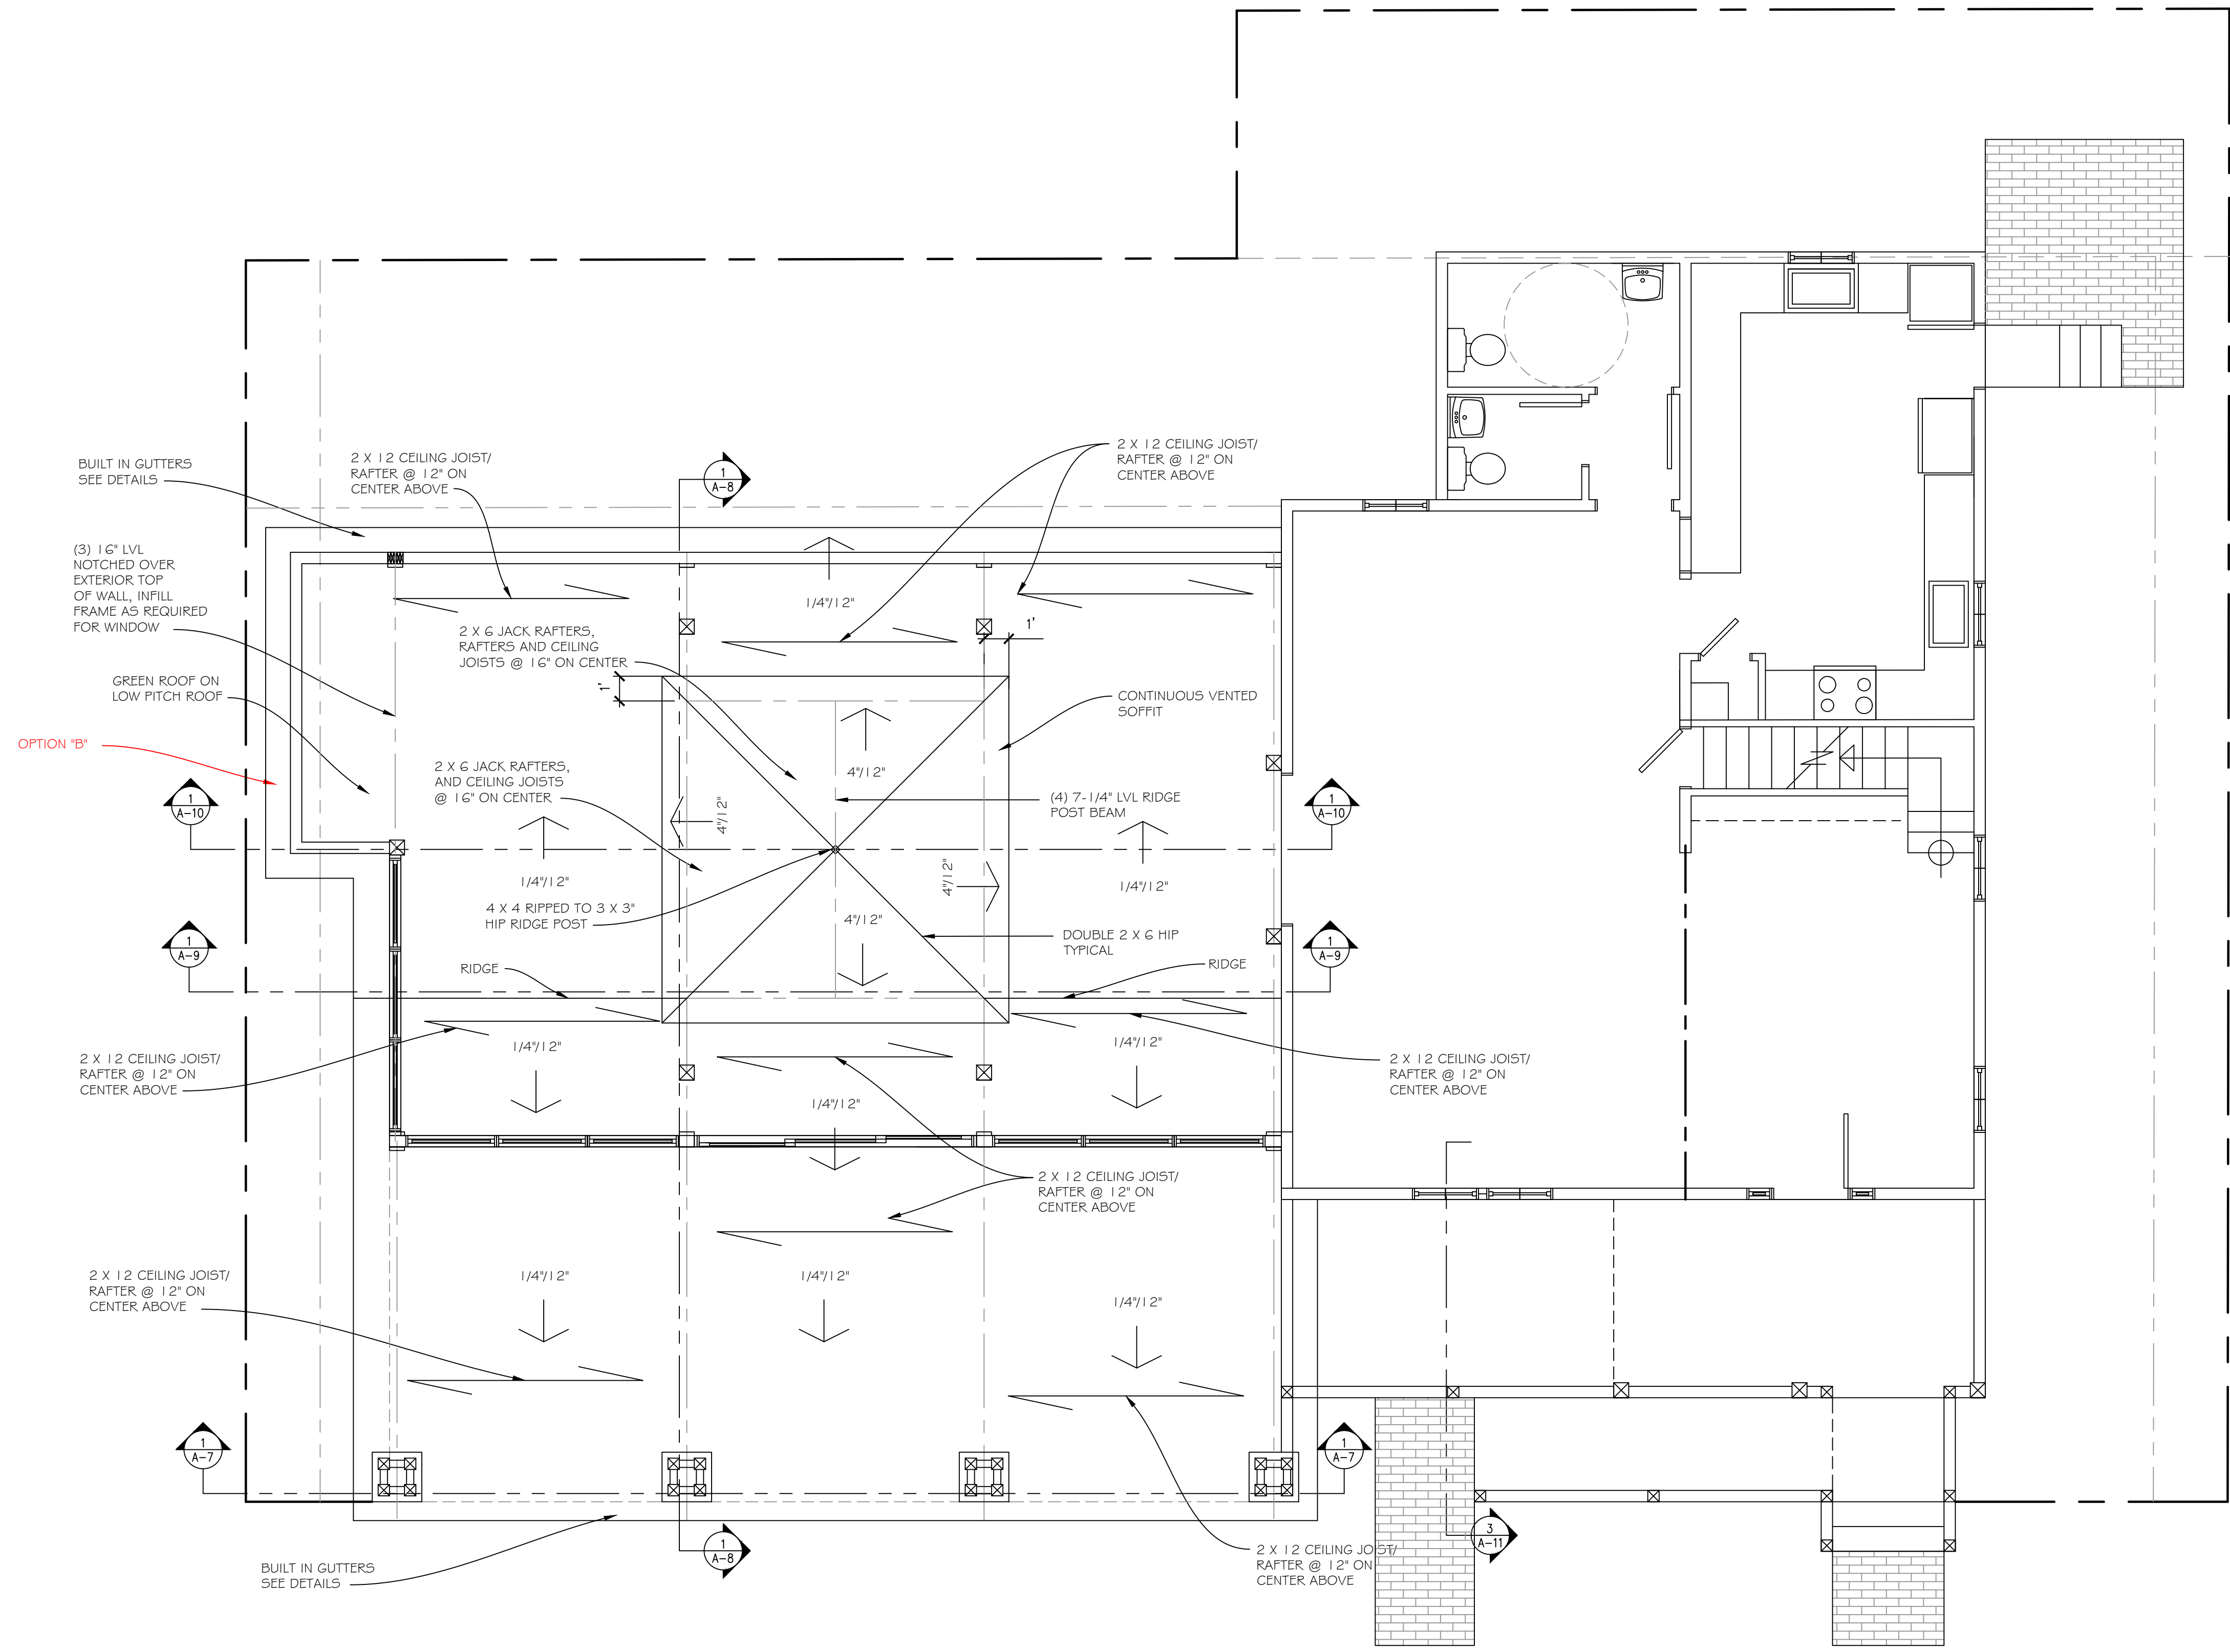 BUILT IN GUTTERS
SEE DETAILS
2 X 12 CEILING JOIST/
RAFTER @ 12" ON
CENTER ABOVE
1
A-8
2 X 12 CEILING JOIST/
RAFTER @ 12" ON
CENTER ABOVE
(3) 16" LVL
NOTCHED OVER
EXTERIOR TOP
OF WALL, INFILL
FRAME AS REQUIRED
FOR WINDOW
1/4"/12"
2 X 6 JACK RAFTERS,
RAFTERS AND CEILING
JOISTS @ 16" ON CENTER
1'
1'
GREEN ROOF ON
LOW PITCH ROOF
CONTINUOUS VENTED
SOFFIT
OPTION "B"
2 X 6 JACK RAFTERS,
AND CEILING JOISTS
@ 16" ON CENTER
4"/12"
4"/12"
(4) 7-1/4" LVL RIDGE
POST BEAM
1
A-10
1
A-10
1/4"/12"
4"/12"
1/4"/12"
4 X 4 RIPPED TO 3 X 3"
HIP RIDGE POST
4"/12"
DOUBLE 2 X 6 HIP
TYPICAL
1
A-9
1
A-9
RIDGE
RIDGE
1/4"/12"
1/4"/12"
2 X 12 CEILING JOIST/
RAFTER @ 12" ON
CENTER ABOVE
2 X 12 CEILING JOIST/
RAFTER @ 12" ON
CENTER ABOVE
1/4"/12"
2 X 12 CEILING JOIST/
RAFTER @ 12" ON
CENTER ABOVE
2 X 12 CEILING JOIST/
RAFTER @ 12" ON
CENTER ABOVE
1/4"/12"
1/4"/12"
1/4"/12"
1
A-7
1
A-7
1
A-8
3
A-11
2 X 12 CEILING JOIST/
RAFTER @ 12" ON
CENTER ABOVE
BUILT IN GUTTERS
SEE DETAILS